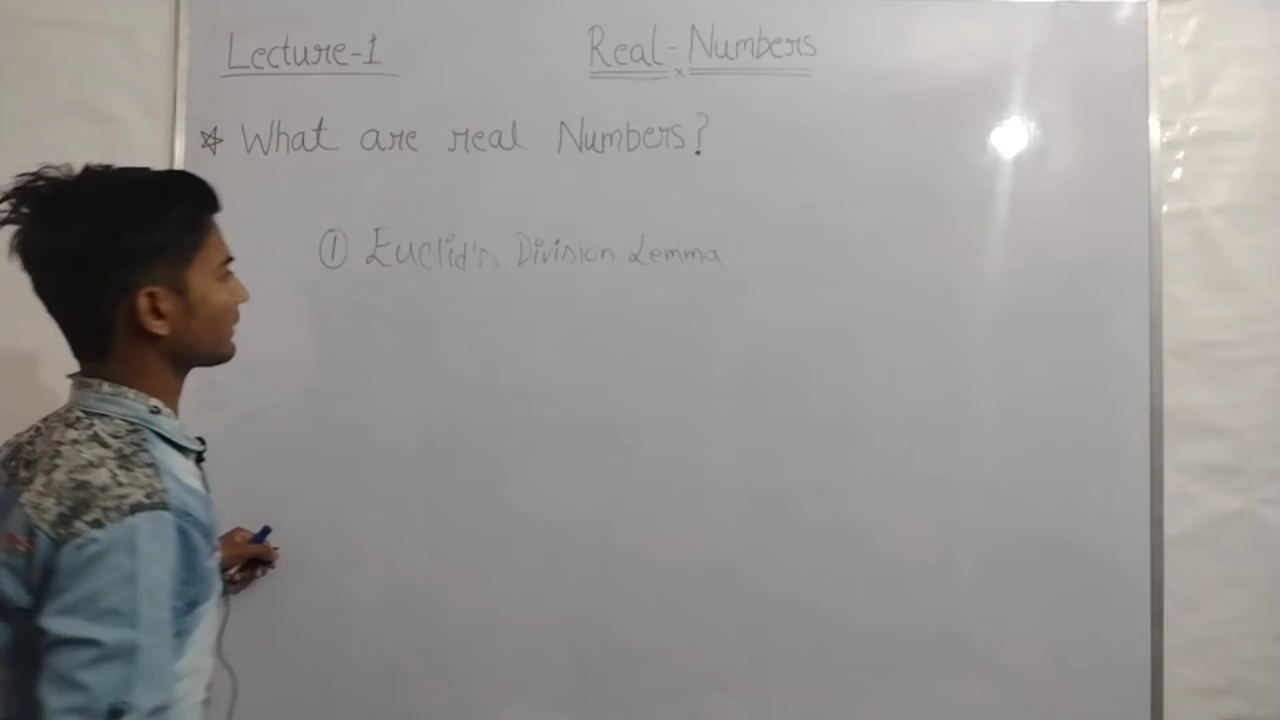 Lecture-1
Real-Numbers
☆ What are real Numbers?
① Euclid's Division Lemma